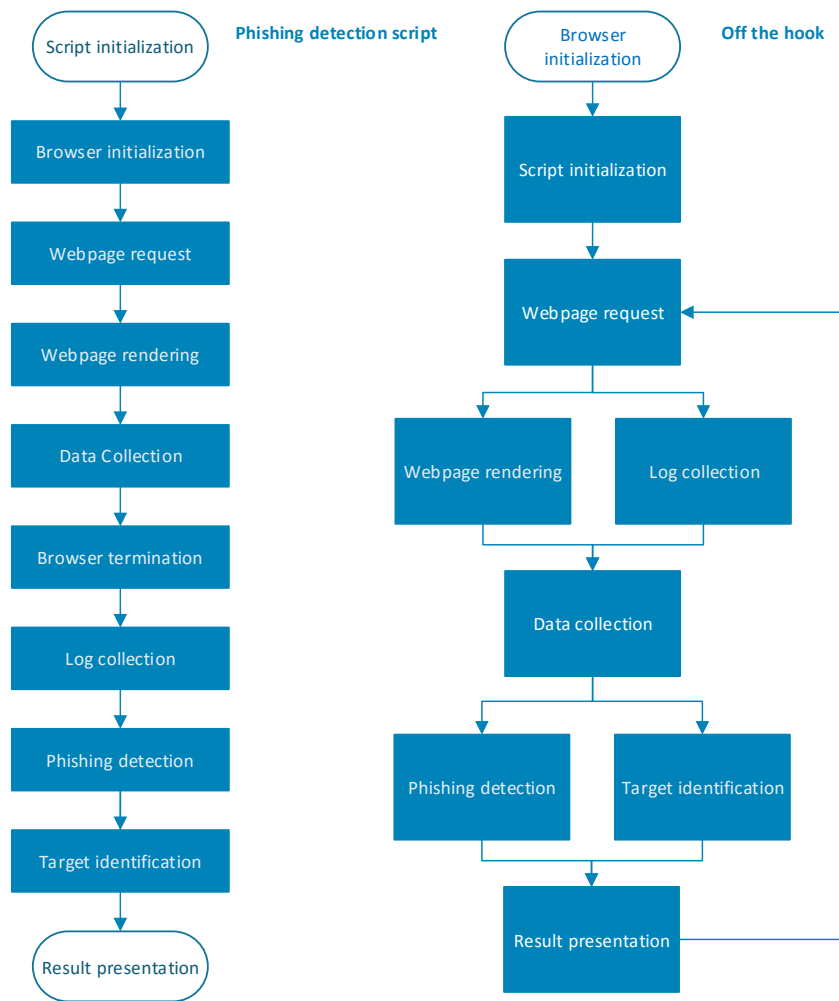 Phishing detection script
Script initialization
Browser initialization
Webpage request
Webpage rendering
Data Collection
Browser termination
Log collection
Phishing detection
Target identification
Result presentation
Off the hook
Browser
initialization
Script initialization
Webpage request
Webpage rendering
Log collection
Data collection
Phishing detection
Target identification
Result presentation